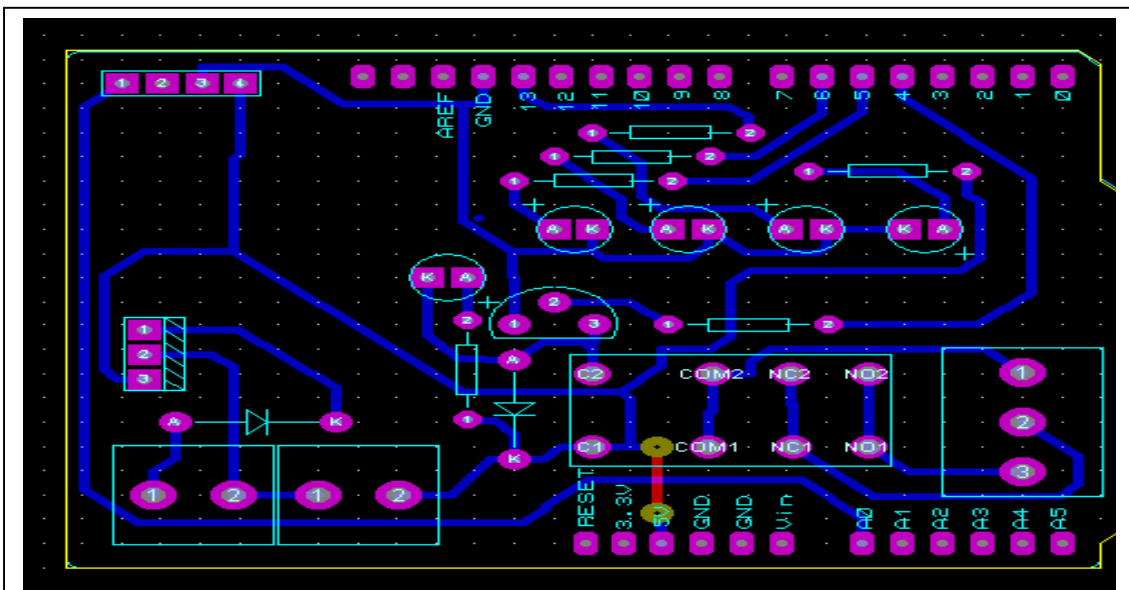 1 2 3 4
AREF GND 13 12 11 10 9 8 7 6 5 4 3 2 1 0
1 2
1 2
1 2
1 2
+ + +
A K A K A K K A
+
K A
+
2
2
1 3
1 2
1
2
3
A
C2 COM2 NC2 NO2
1
2
3
A K
1
K
C1 COM1 NC1 NO1
1 2 1 2
RESET 3.3V 5V GND GND Vin A0 A1 A2 A3 A4 A5